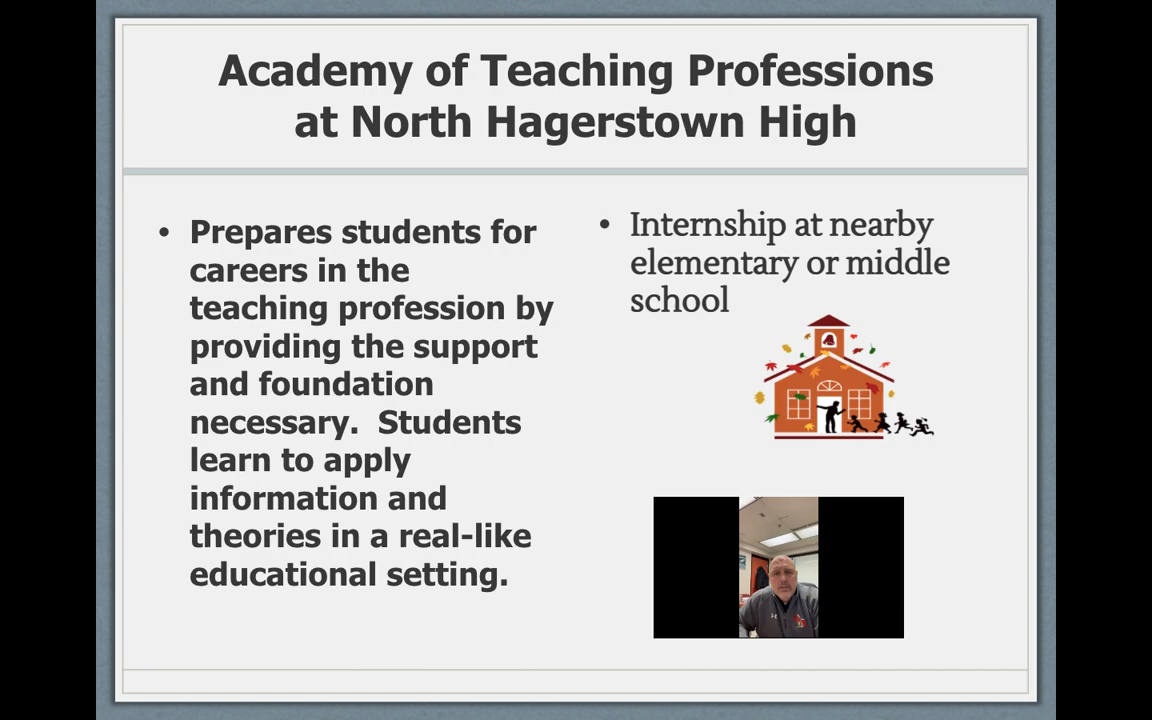 Academy of Teaching Professions
at North Hagerstown High
• Prepares students for
careers in the
teaching profession by
providing the support
and foundation
necessary.  Students
learn to apply
information and
theories in a real-like
educational setting.
• Internship at nearby
elementary or middle
school